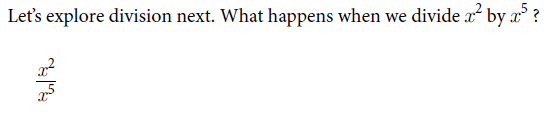 Let's explore division next. What happens when we divide x² by x⁵ ?
x²
x⁵